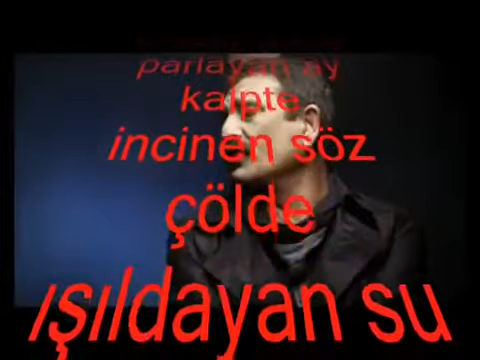 parlayan ay
kalpte
incinen söz
çölde
ışıldayan su